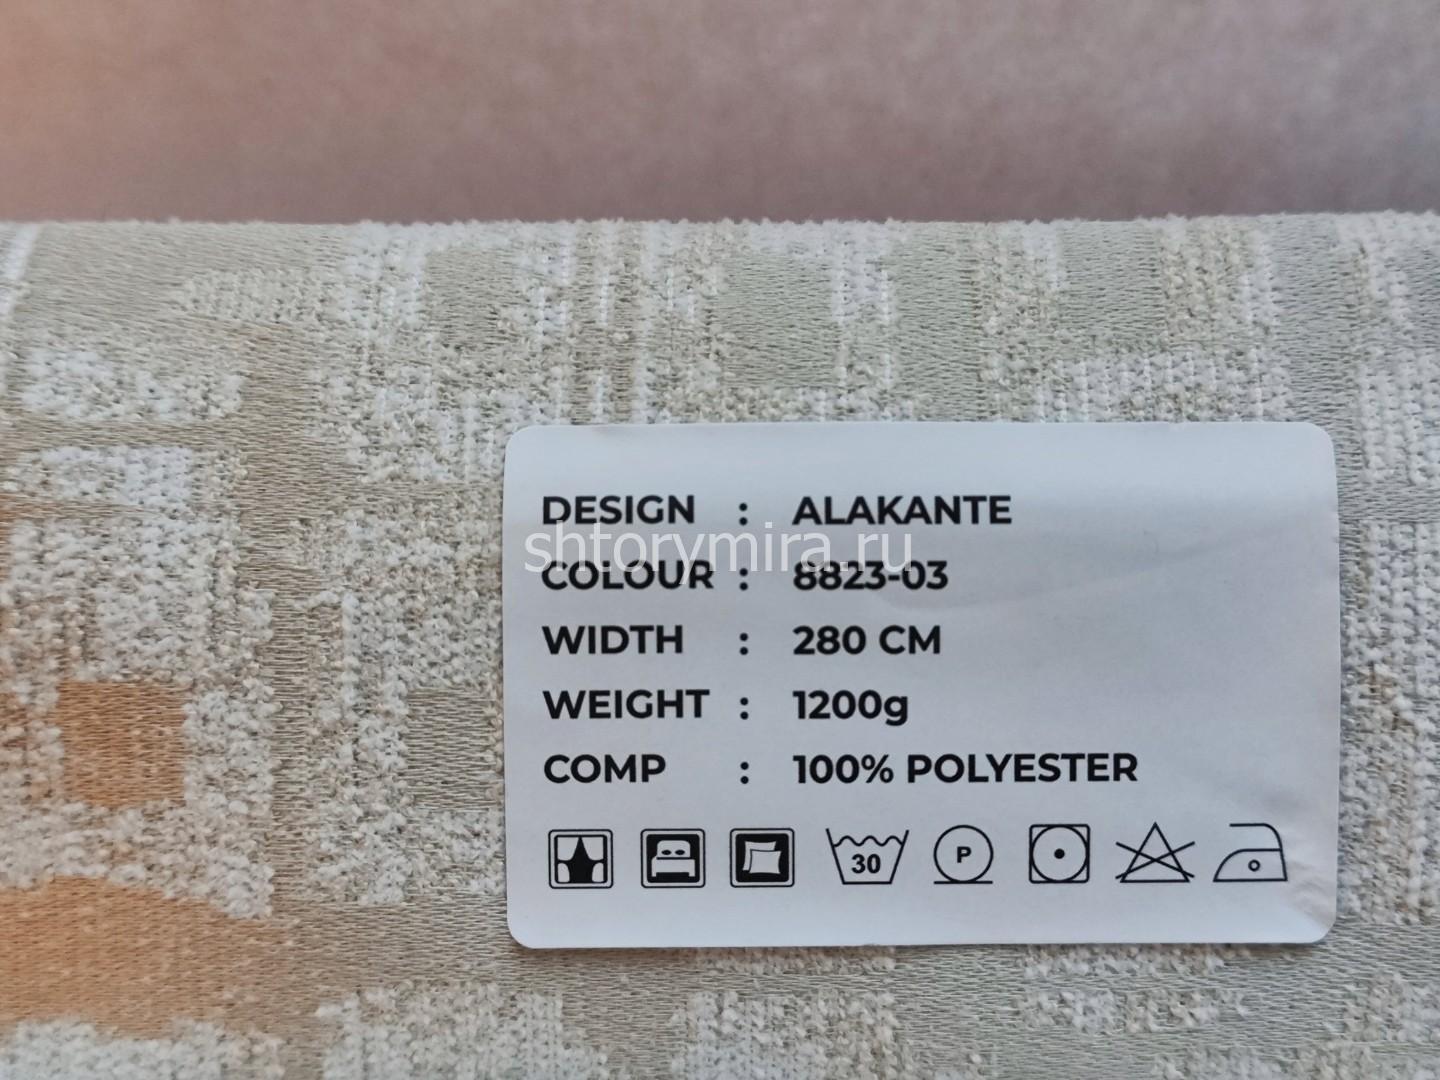 DESIGN : ALAKANTE
shtorymira.ru
COLOUR : 8823-03
WIDTH : 280 CM
WEIGHT : 1200g
COMP : 100% POLYESTER
30 P